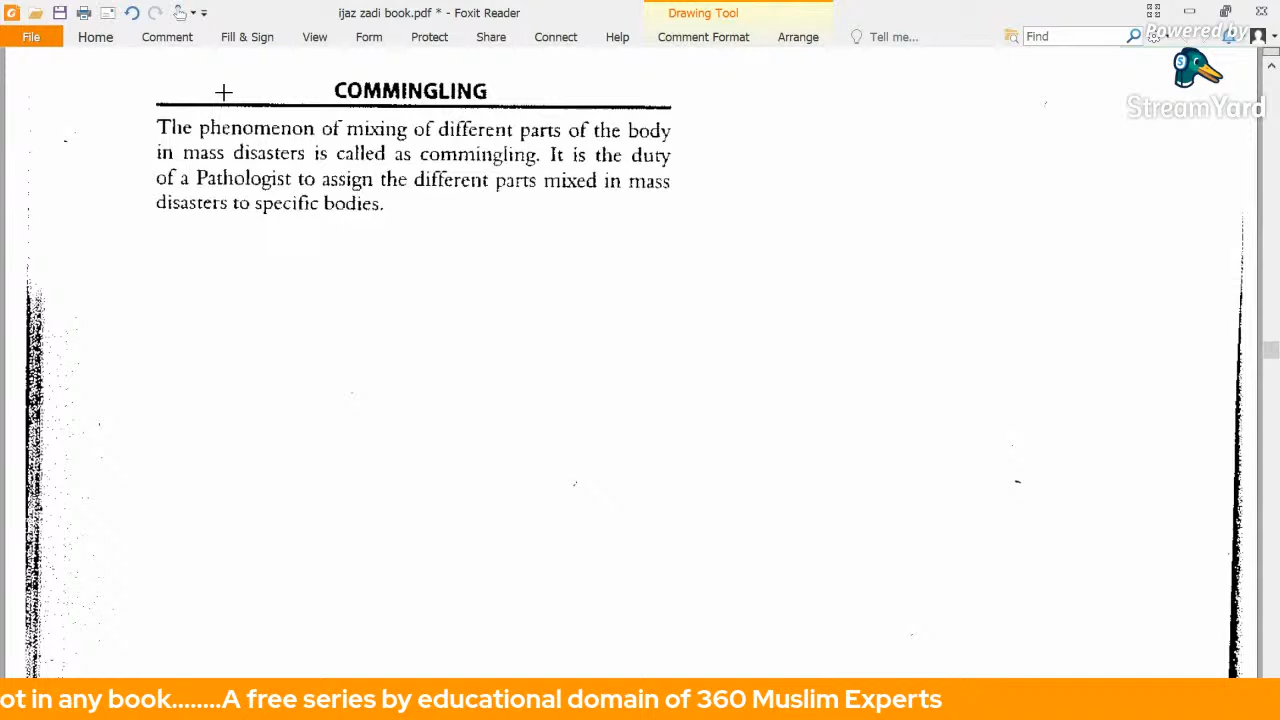 ijaz zadi book.pdf * - Foxit Reader
Drawing Tool
Powered by
File Home Comment Fill & Sign View Form Protect Share Connect Help Comment Format Arrange Tell me... Find
StreamYard
COMMINGLING
The phenomenon of mixing of different parts of the body
in mass disasters is called as commingling. It is the duty
of a Pathologist to assign the different parts mixed in mass
disasters to specific bodies.
ot in any book........A free series by educational domain of 360 Muslim Experts